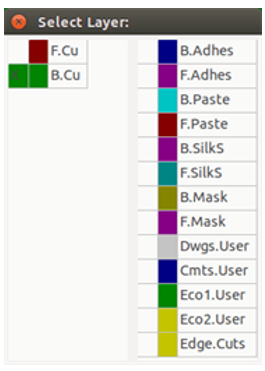 Select Layer:
F.Cu
B.Cu
B.Adhes
F.Adhes
B.Paste
F.Paste
B.SilkS
F.SilkS
B.Mask
F.Mask
Dwgs.User
Cmts.User
Eco1.User
Eco2.User
Edge.Cuts